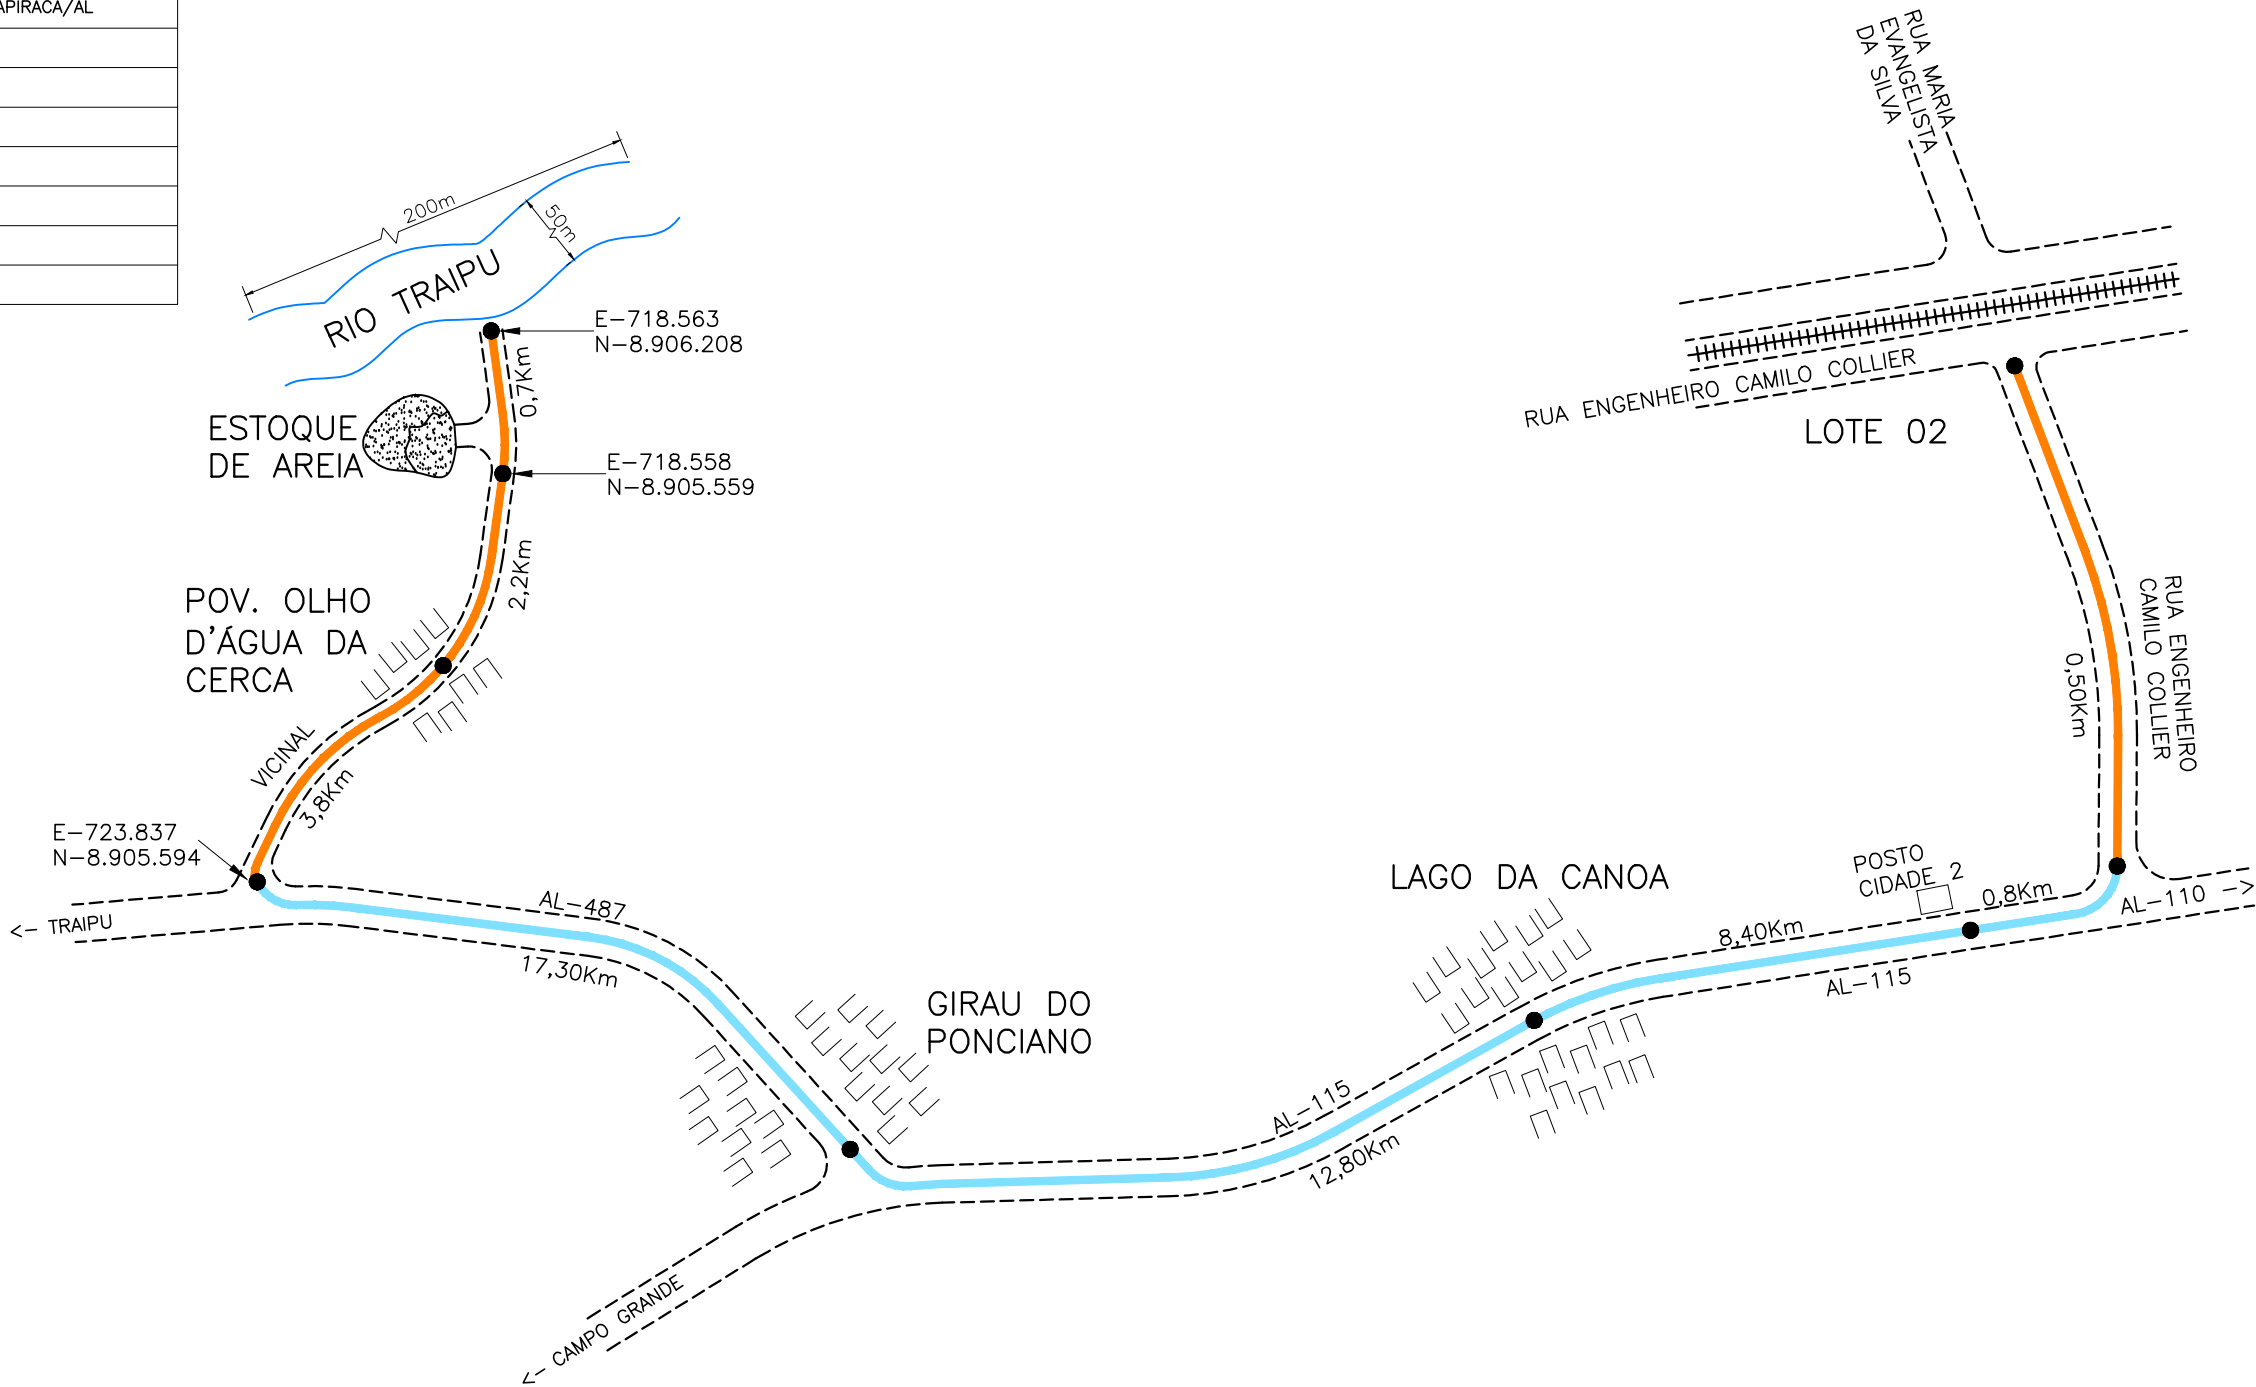 RUA MARIA
EVANGELISTA
DA SILVA
200m
50m
RIO TRAIPU
E-718.563
N-8.906.208
0,7Km
ESTOQUE
DE AREIA
E-718.558
N-8.905.559
RUA ENGENHEIRO CAMILO COLLIER
LOTE 02
2,2Km
POV. OLHO
D'ÁGUA DA
CERCA
RUA ENGENHEIRO
CAMILO COLLIER
0,50Km
VICINAL
3,8Km
E-723.837
N-8.905.594
<- TRAIPU
AL-487
17,30Km
LAGO DA CANOA
POSTO
CIDADE 2
0,8Km
AL-110 ->
8,40Km
AL-115
GIRAU DO
PONCIANO
AL-115
12,80Km
<- CAMPO GRANDE